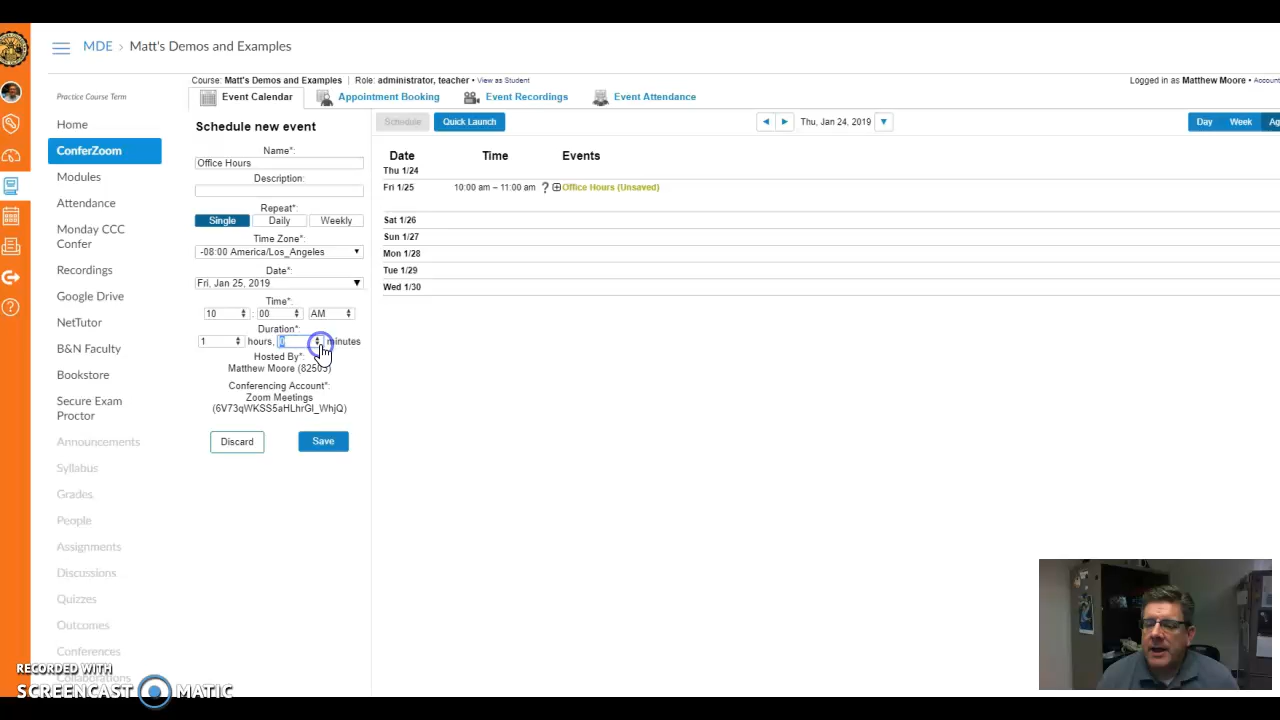 MDE > Matt's Demos and Examples
Course: Matt's Demos and Examples | Role: administrator, teacher • View as Student
Logged in as Matthew Moore • Account
Practice Course Term
Event Calendar
Appointment Booking
Event Recordings
Event Attendance
Home
ConferZoom
Modules
Attendance
Monday CCC
Confer
Recordings
Google Drive
NetTutor
B&N Faculty
Bookstore
Secure Exam
Proctor
Announcements
Syllabus
Grades
People
Assignments
Discussions
Quizzes
Outcomes
Conferences
Collaborations
Schedule new event
Name*:
Office Hours
Description:
Repeat*:
Single Daily Weekly
Time Zone*:
-08:00 America/Los_Angeles
Date*:
Fri, Jan 25, 2019
Time*:
10 : 00 AM
Duration*:
1 hours, 0 minutes
Hosted By*:
Matthew Moore
Conferencing Account*:
Zoom Meetings
Discard Save
Schedule Quick Launch
Thu, Jan 24, 2019
Day Week Ag
Date Time Events
Thu 1/24
Fri 1/25 10:00 am – 11:00 am ? Office Hours (Unsaved)
Sat 1/26
Sun 1/27
Mon 1/28
Tue 1/29
Wed 1/30
RECORDED WITH
SCREENCAST MATIC